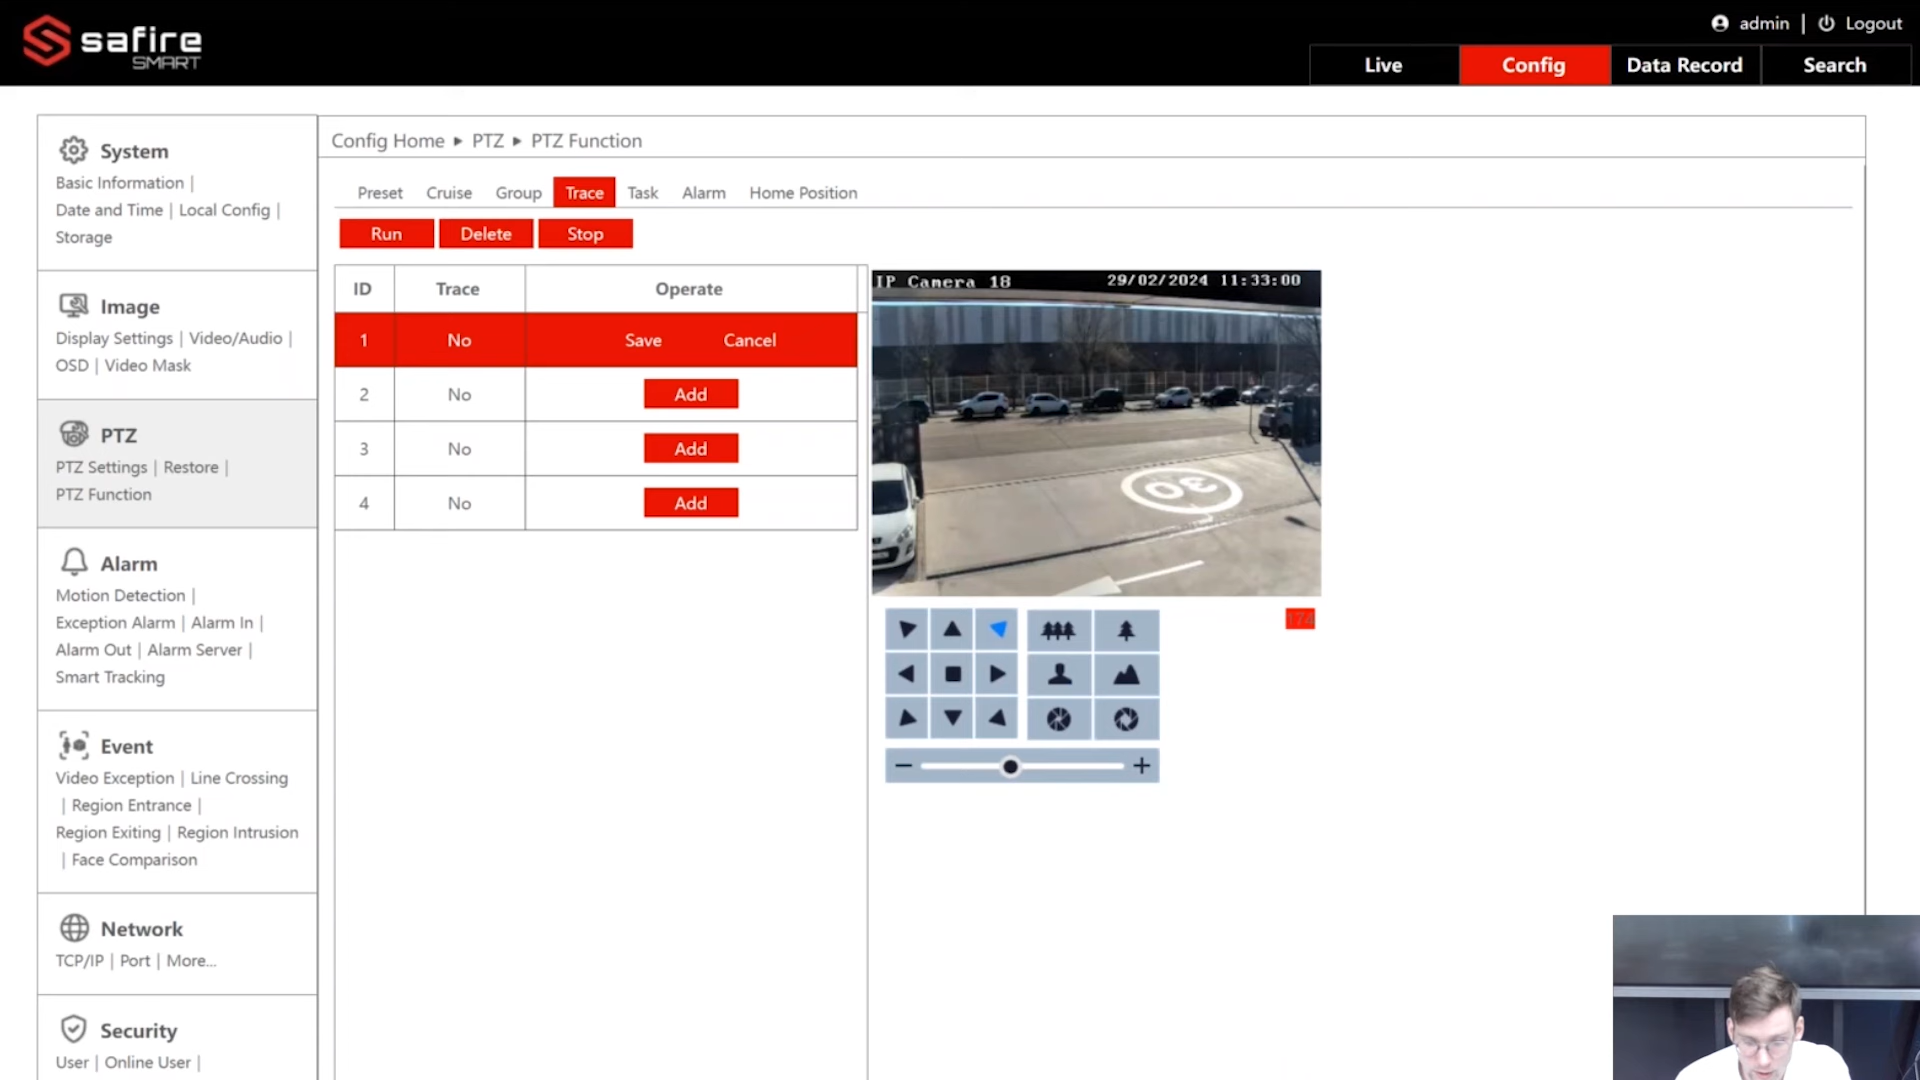 safire
SMART
admin | Logout
Live Config Data Record Search
System
Basic Information |
Date and Time | Local Config |
Storage
Image
Display Settings | Video/Audio |
OSD | Video Mask
PTZ
PTZ Settings | Restore |
PTZ Function
Alarm
Motion Detection |
Exception Alarm | Alarm In |
Alarm Out | Alarm Server |
Smart Tracking
Event
Video Exception | Line Crossing
| Region Entrance |
Region Exiting | Region Intrusion
| Face Comparison
Network
TCP/IP | Port | More...
Security
User | Online User |
Config Home ▸ PTZ ▸ PTZ Function
Preset Cruise Group Trace Task Alarm Home Position
Run Delete Stop
ID Trace Operate
1 No Save Cancel
2 No Add
3 No Add
4 No Add
IP Camera 18 29/02/2024 11:33:00
30
174